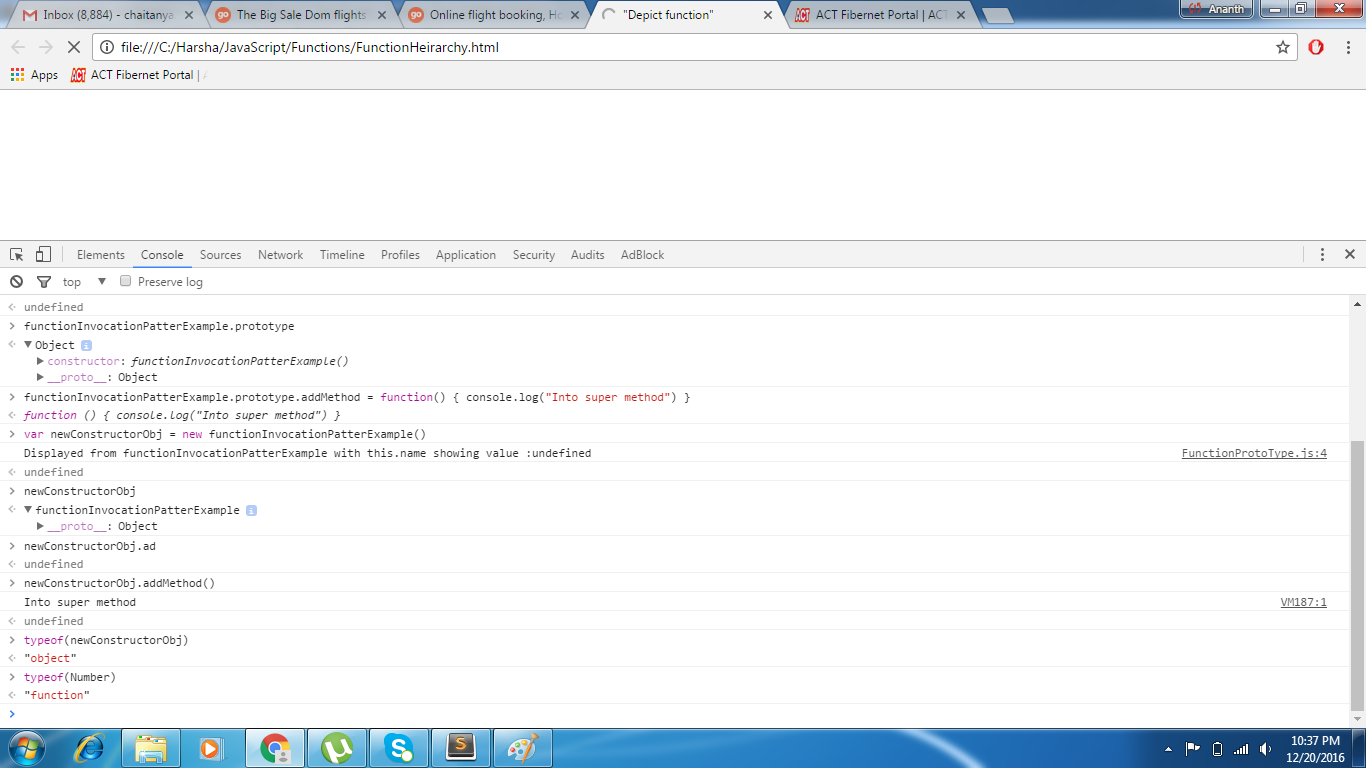 Inbox (8,884) - chaitanya
The Big Sale Dom flights
Online flight booking, Ho
"Depict function"
ACT Fibernet Portal | ACT
Ananth
file:///C:/Harsha/JavaScript/Functions/FunctionHeirarchy.html
Apps
ACT Fibernet Portal |
Elements Console Sources Network Timeline Profiles Application Security Audits AdBlock
top Preserve log
undefined
functionInvocationPatterExample.prototype
Object
constructor: functionInvocationPatterExample()
__proto__: Object
functionInvocationPatterExample.prototype.addMethod = function() { console.log("Into super method") }
function () { console.log("Into super method") }
var newConstructorObj = new functionInvocationPatterExample()
Displayed from functionInvocationPatterExample with this.name showing value :undefined FunctionProtoType.js:4
undefined
newConstructorObj
functionInvocationPatterExample
__proto__: Object
newConstructorObj.ad
undefined
newConstructorObj.addMethod()
Into super method VM187:1
undefined
typeof(newConstructorObj)
"object"
typeof(Number)
"function"
10:37 PM
12/20/2016